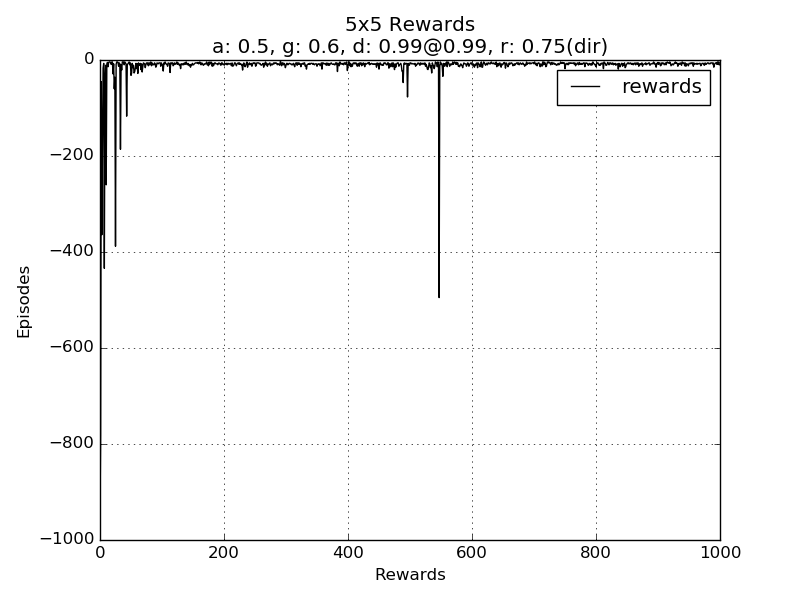 5x5 Rewards
a: 0.5, g: 0.6, d: 0.99@0.99, r: 0.75(dir)
rewards
0
−200
−400
−600
−800
−1000
Episodes
0 200 400 600 800 1000
Rewards